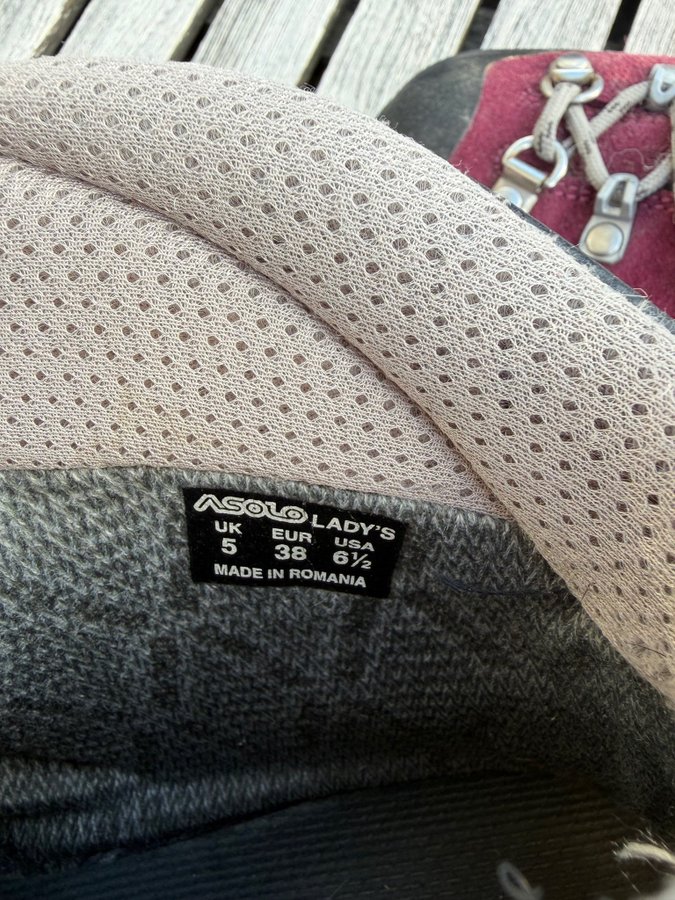 ASOLO LADY'S
UK EUR USA
5 38 6½
MADE IN ROMANIA